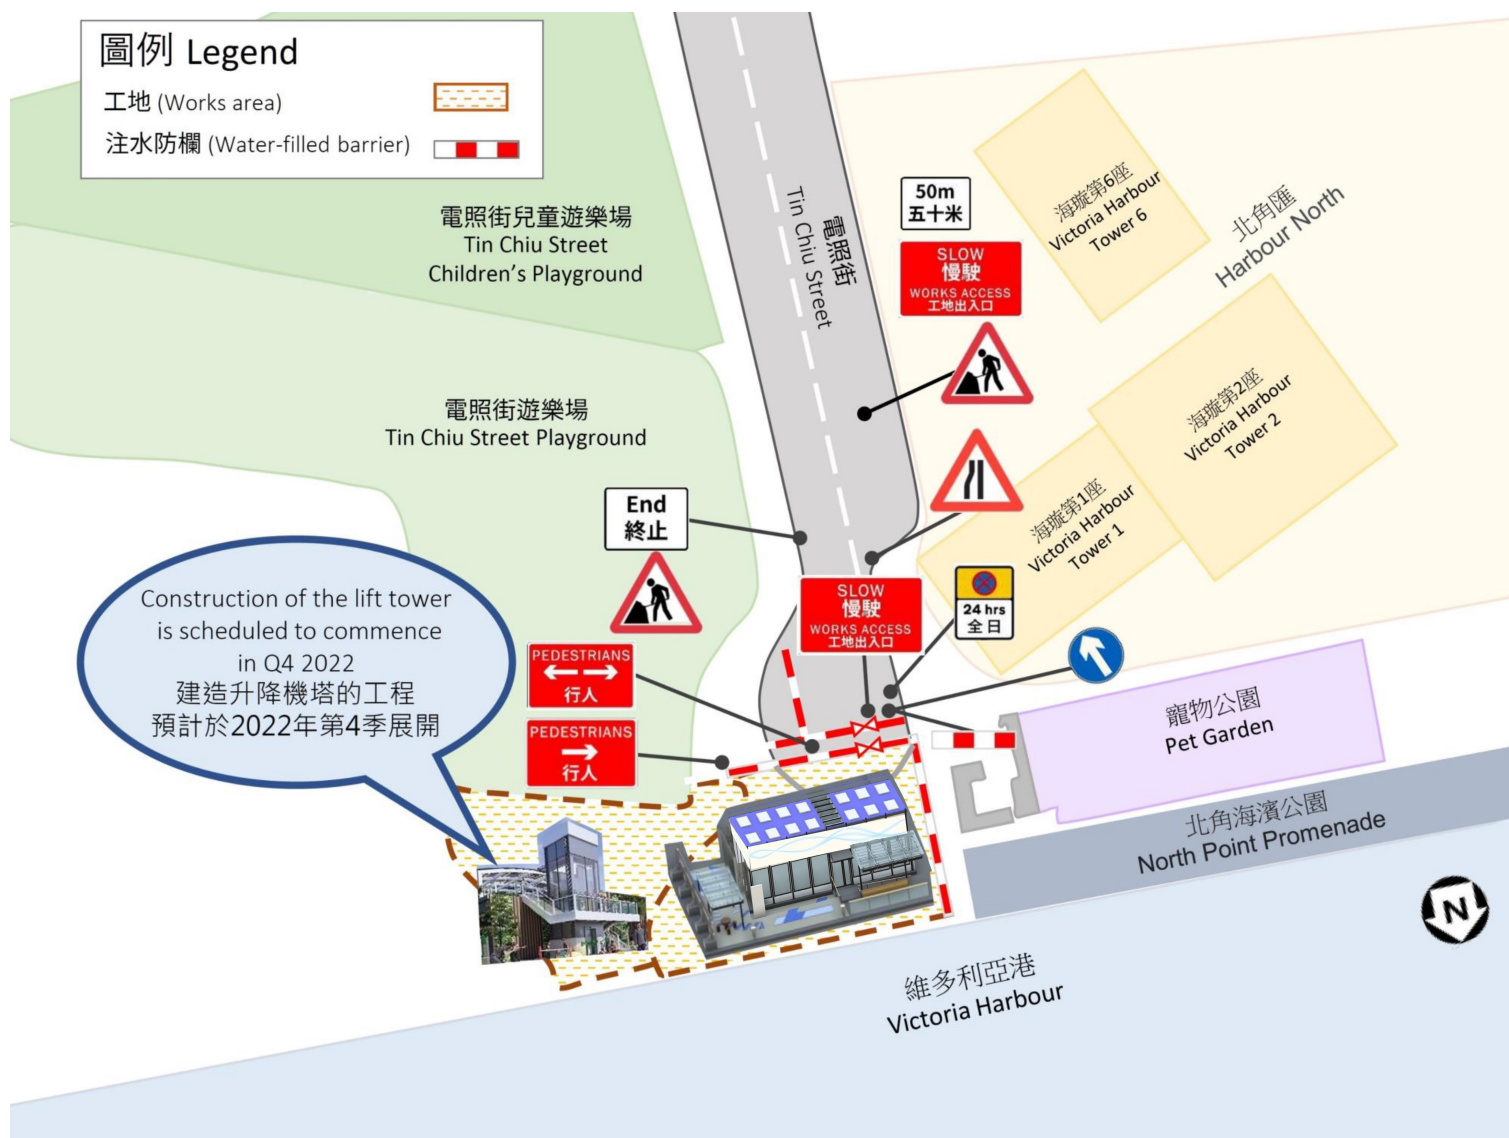 圖例 Legend
工地 (Works area)
注水防欄 (Water-filled barrier)
電照街兒童遊樂場
Tin Chiu Street
Children's Playground
電照街
Tin Chiu Street
50m
五十米
SLOW
慢駛
WORKS ACCESS
工地出入口
海璇第6座
Victoria Harbour
Tower 6
北角匯
Harbour North
電照街遊樂場
Tin Chiu Street Playground
海璇第2座
Victoria Harbour
Tower 2
海璇第1座
Victoria Harbour
Tower 1
End
終止
SLOW
慢駛
WORKS ACCESS
工地出入口
24 hrs
全日
Construction of the lift tower
is scheduled to commence
in Q4 2022
建造升降機塔的工程
預計於2022年第4季展開
PEDESTRIANS
行人
PEDESTRIANS
行人
寵物公園
Pet Garden
北角海濱公園
North Point Promenade
N
維多利亞港
Victoria Harbour